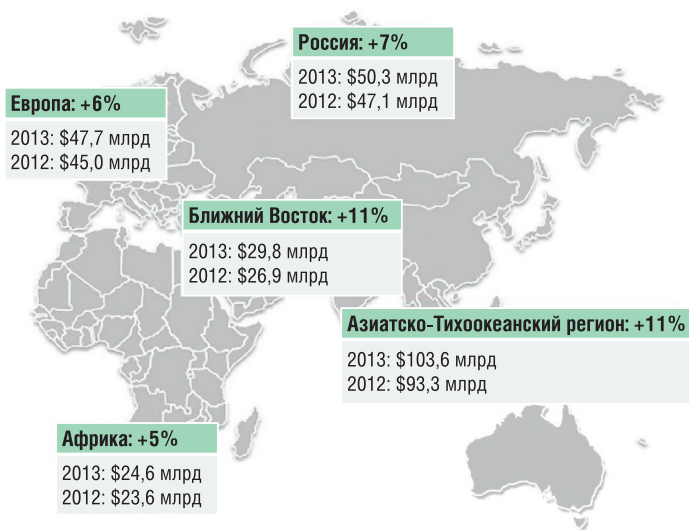 Россия: +7%
2013: $50,3 млрд
2012: $47,1 млрд
Европа: +6%
2013: $47,7 млрд
2012: $45,0 млрд
Ближний Восток: +11%
2013: $29,8 млрд
2012: $26,9 млрд
Азиатско-Тихоокеанский регион: +11%
2013: $103,6 млрд
2012: $93,3 млрд
Африка: +5%
2013: $24,6 млрд
2012: $23,6 млрд